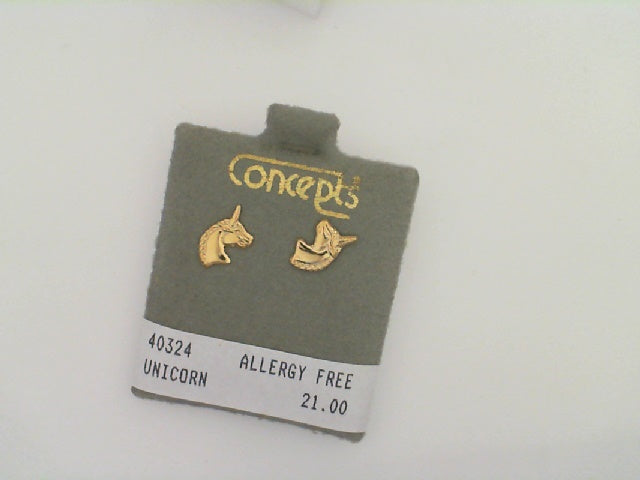 Concepts
40324 ALLERGY FREE
UNICORN 21.00